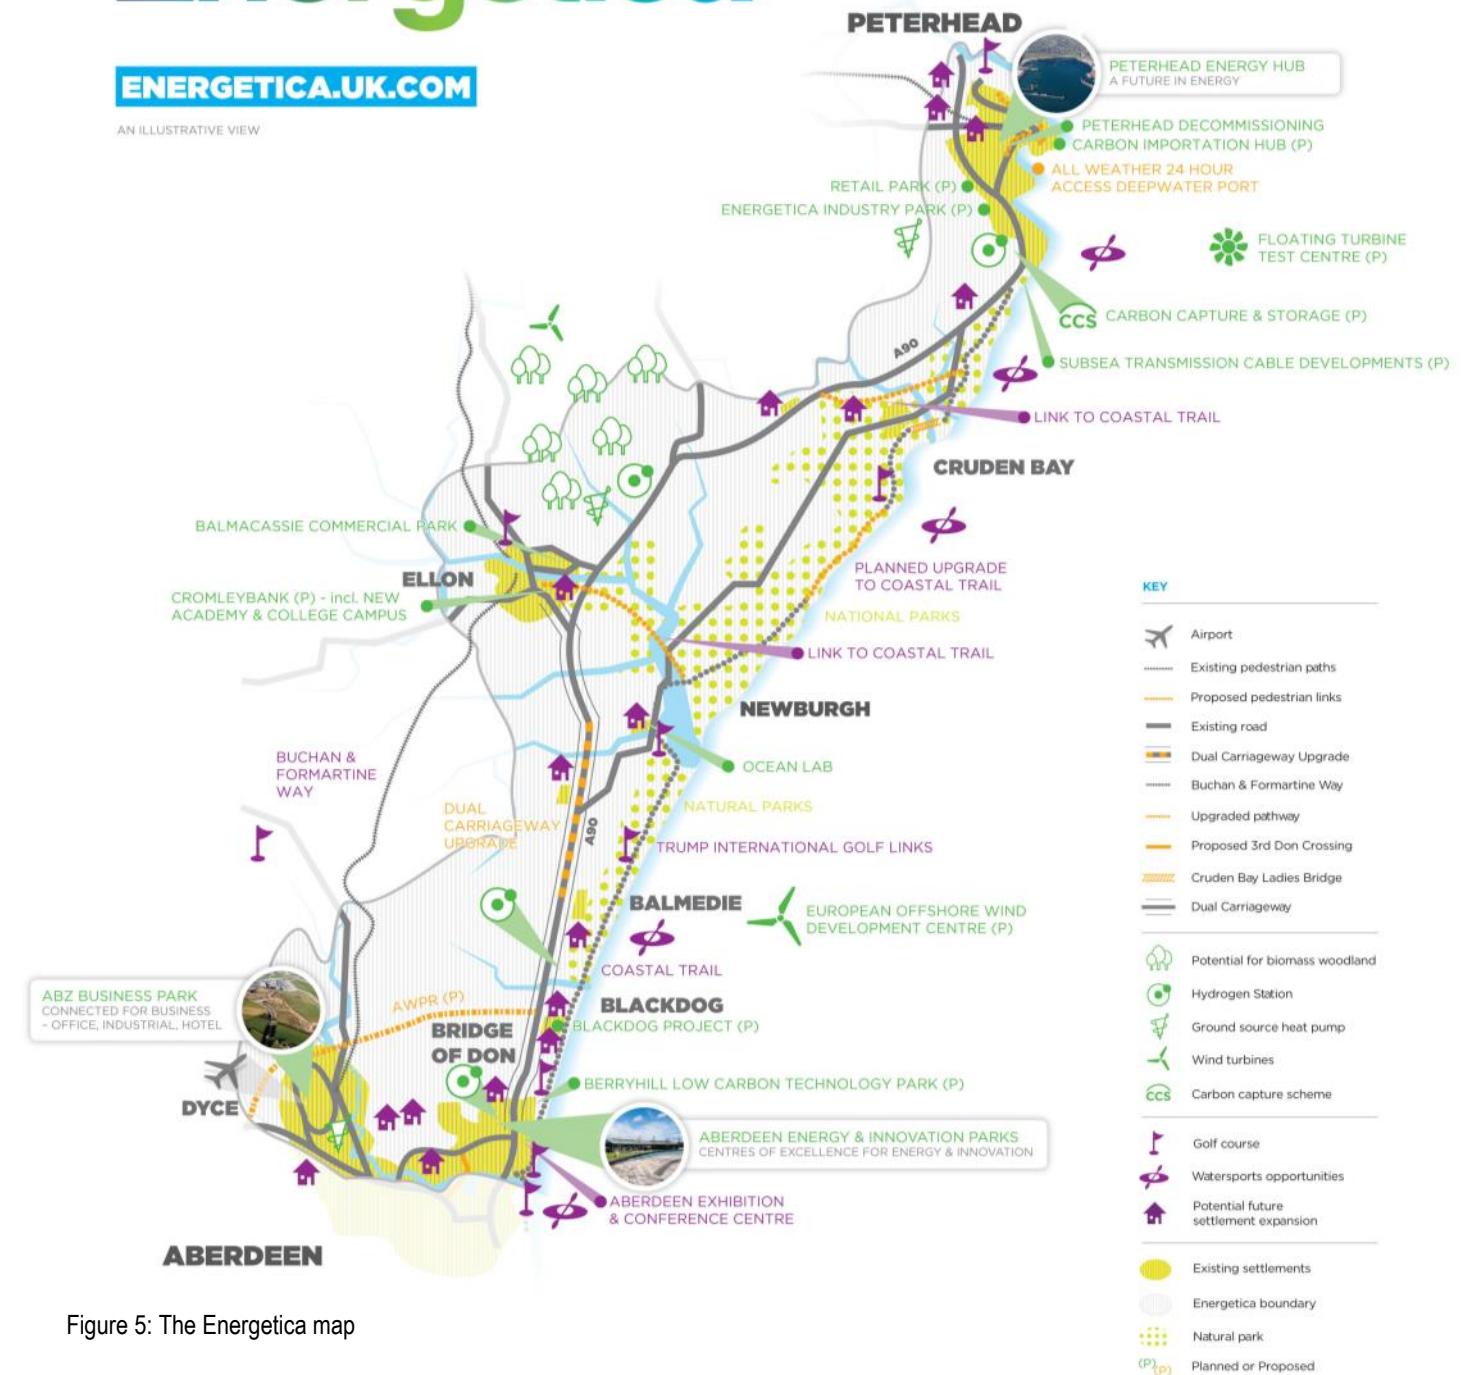 Energetica
ENERGETICA.UK.COM
AN ILLUSTRATIVE VIEW
PETERHEAD
PETERHEAD ENERGY HUB
A FUTURE IN ENERGY
PETERHEAD DECOMMISSIONING
CARBON IMPORTATION HUB (P)
ALL WEATHER 24 HOUR
ACCESS DEEPWATER PORT
RETAIL PARK (P)
ENERGETICA INDUSTRY PARK (P)
FLOATING TURBINE
TEST CENTRE (P)
CCS CARBON CAPTURE & STORAGE (P)
A90
SUBSEA TRANSMISSION CABLE DEVELOPMENTS (P)
LINK TO COASTAL TRAIL
CRUDEN BAY
BALMACASSIE COMMERCIAL PARK
ELLON
CROMLEYBANK (P) - incl. NEW
ACADEMY & COLLEGE CAMPUS
PLANNED UPGRADE
TO COASTAL TRAIL
NATIONAL PARKS
LINK TO COASTAL TRAIL
NEWBURGH
BUCHAN &
FORMARTINE
WAY
OCEAN LAB
DUAL
CARRIAGEWAY
UPGRADE
A90
NATURAL PARKS
TRUMP INTERNATIONAL GOLF LINKS
BALMEDIE
EUROPEAN OFFSHORE WIND
DEVELOPMENT CENTRE (P)
COASTAL TRAIL
ABZ BUSINESS PARK
CONNECTED FOR BUSINESS
- OFFICE, INDUSTRIAL, HOTEL
AWPR (P)
BLACKDOG
BLACKDOG PROJECT (P)
BRIDGE
OF DON
BERRYHILL LOW CARBON TECHNOLOGY PARK (P)
DYCE
ABERDEEN ENERGY & INNOVATION PARKS
CENTRES OF EXCELLENCE FOR ENERGY & INNOVATION
ABERDEEN EXHIBITION
& CONFERENCE CENTRE
ABERDEEN
KEY
Airport
Existing pedestrian paths
Proposed pedestrian links
Existing road
Dual Carriageway Upgrade
Buchan & Formartine Way
Upgraded pathway
Proposed 3rd Don Crossing
Cruden Bay Ladies Bridge
Dual Carriageway
Potential for biomass woodland
Hydrogen Station
Ground source heat pump
Wind turbines
CCS Carbon capture scheme
Golf course
Watersports opportunities
Potential future
settlement expansion
Existing settlements
Energetica boundary
Natural park
(P) (P) Planned or Proposed
Figure 5: The Energetica map